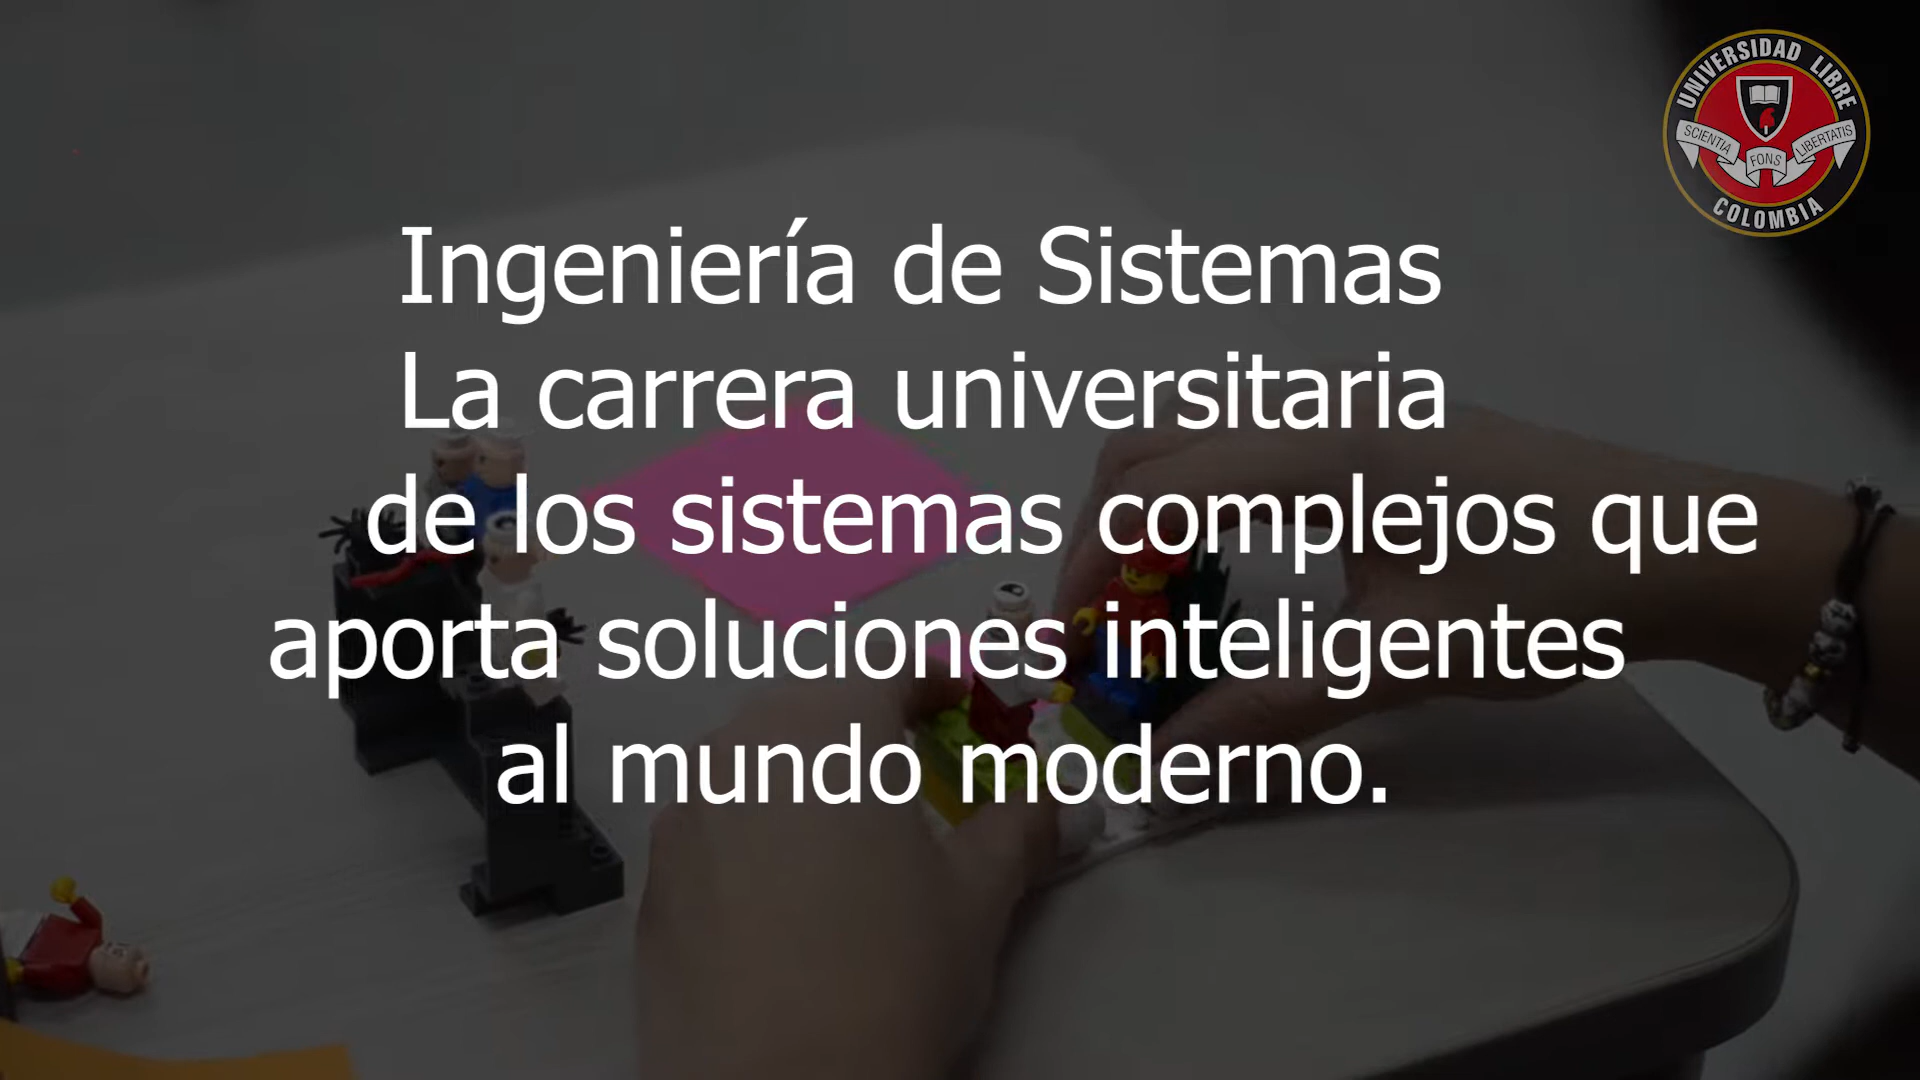 UNIVERSIDAD LIBRE
SCIENTIA FONS LIBERTATIS
COLOMBIA
Ingeniería de Sistemas
La carrera universitaria
de los sistemas complejos que
aporta soluciones inteligentes
al mundo moderno.